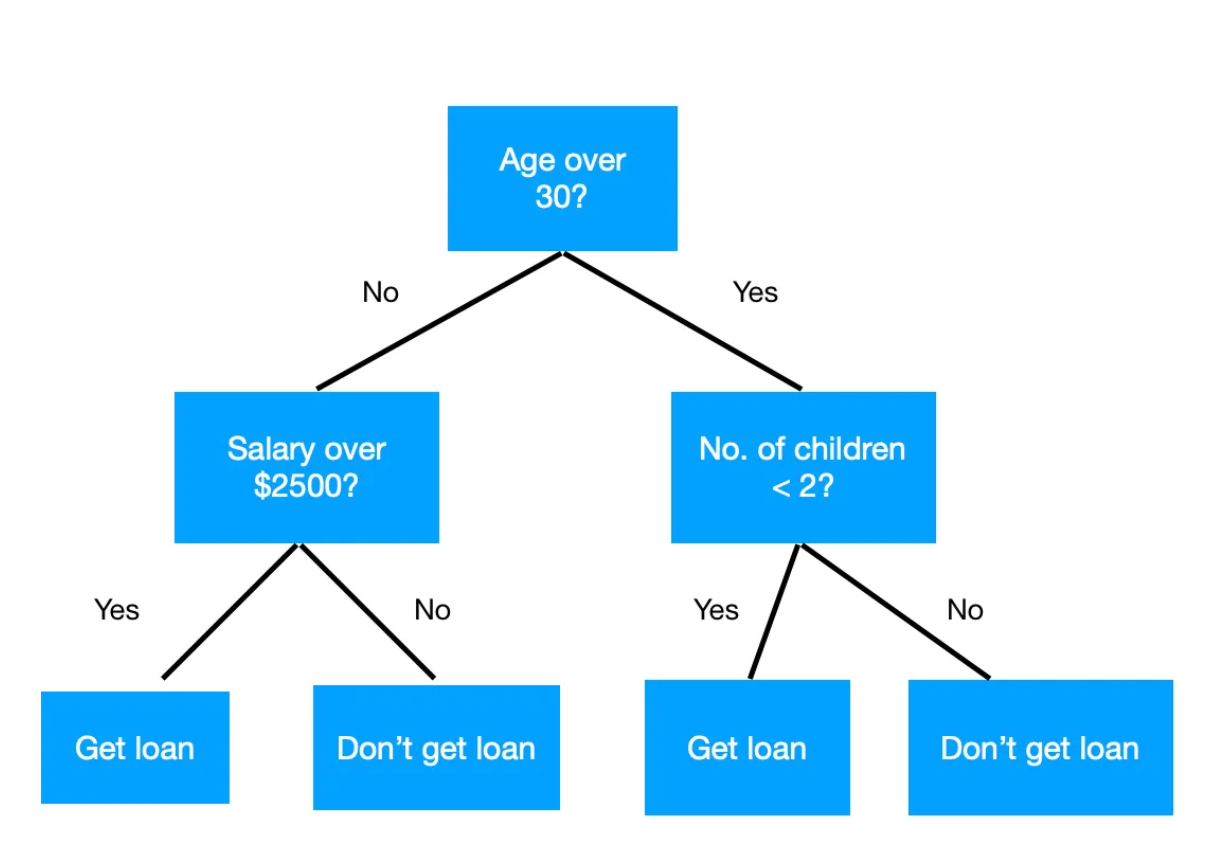 Age over
30?
No
Yes
Salary over
$2500?
No. of children
< 2?
Yes
No
Yes
No
Get loan
Don’t get loan
Get loan
Don’t get loan